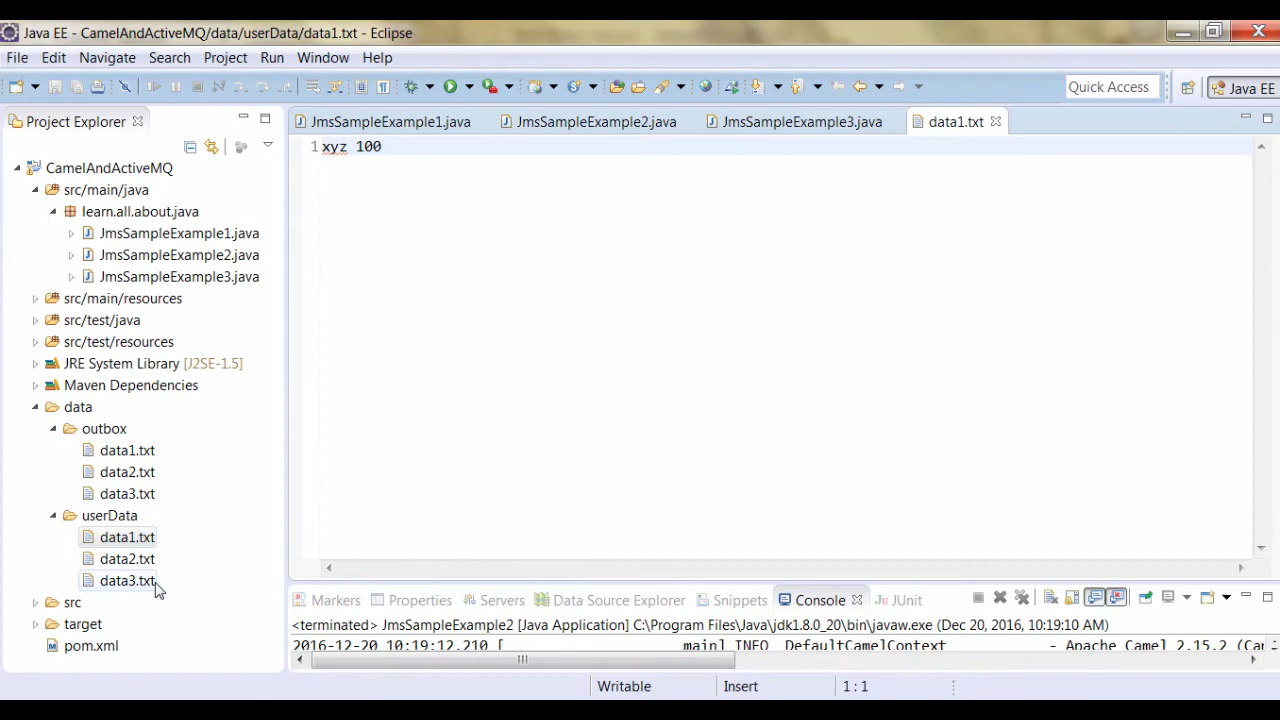 Java EE - CamelAndActiveMQ/data/userData/data1.txt - Eclipse
File Edit Navigate Search Project Run Window Help
Quick Access
Java EE
Project Explorer
JmsSampleExample1.java
JmsSampleExample2.java
JmsSampleExample3.java
data1.txt
CamelAndActiveMQ
src/main/java
learn.all.about.java
JmsSampleExample1.java
JmsSampleExample2.java
JmsSampleExample3.java
src/main/resources
src/test/java
src/test/resources
JRE System Library [J2SE-1.5]
Maven Dependencies
data
outbox
data1.txt
data2.txt
data3.txt
userData
data1.txt
data2.txt
data3.txt
src
target
pom.xml
1 xyz 100
Markers Properties Servers Data Source Explorer Snippets Console JUnit
<terminated> JmsSampleExample2 [Java Application] C:\Program Files\Java\jdk1.8.0_20\bin\javaw.exe (Dec 20, 2016, 10:19:10 AM)
2016-12-20 10:19:12.210 [ main] INFO DefaultCamelContext - Apache Camel 2.15.2 (Cam
Writable Insert 1 : 1